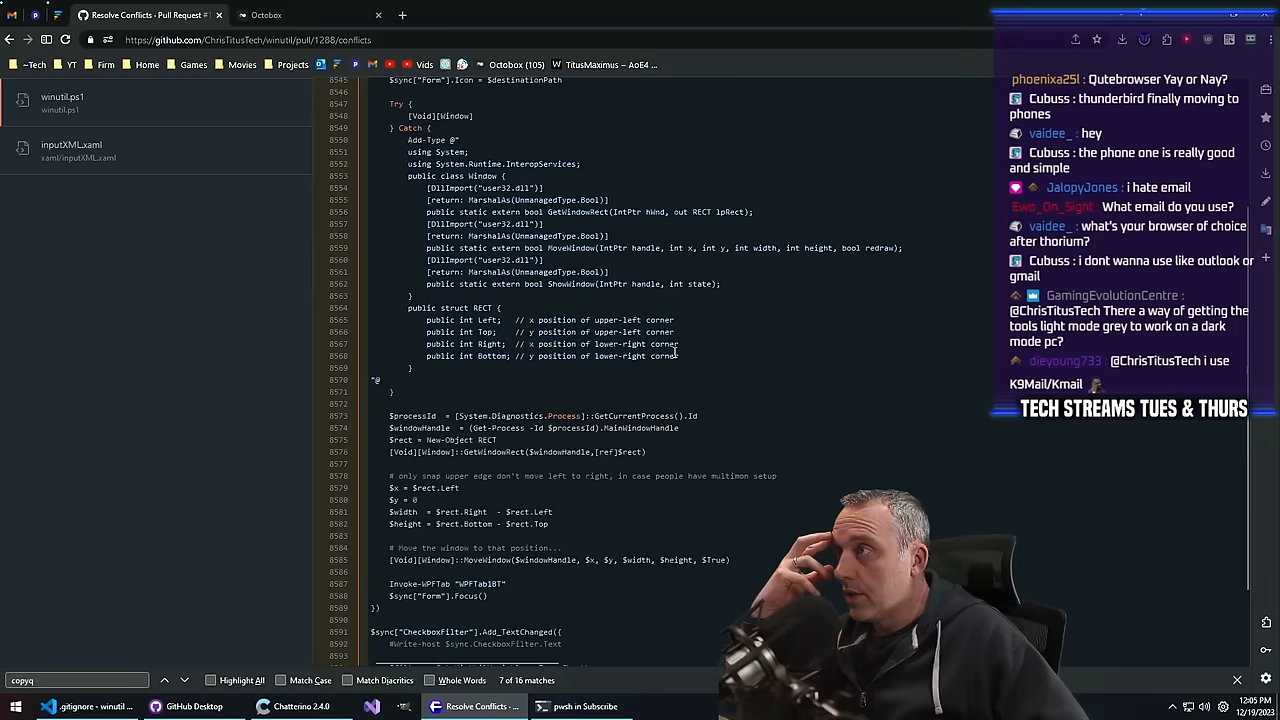 Resolve Conflicts - Pull Request #1
Octobox
https://github.com/ChrisTitusTech/winutil/pull/1288/conflicts
~Tech
YT
Firm
Home
Games
Movies
Projects
Vids
Octobox (105)
TitusMaximus – AoE4 ...
winutil.ps1
winutil.ps1
inputXML.xaml
xaml/inputXML.xaml
8545 $sync["Form"].Icon = $destinationPath
8546
8547 Try {
8548 [Void][Window]
8549 } Catch {
8550 Add-Type @"
8551 using System;
8552 using System.Runtime.InteropServices;
8553 public class Window {
8554 [DllImport("user32.dll")]
8555 [return: MarshalAs(UnmanagedType.Bool)]
8556 public static extern bool GetWindowRect(IntPtr hWnd, out RECT lpRect);
8557 [DllImport("user32.dll")]
8558 [return: MarshalAs(UnmanagedType.Bool)]
8559 public static extern bool MoveWindow(IntPtr handle, int x, int y, int width, int height, bool redraw);
8560 [DllImport("user32.dll")]
8561 [return: MarshalAs(UnmanagedType.Bool)]
8562 public static extern bool ShowWindow(IntPtr handle, int state);
8563 }
8564 public struct RECT {
8565 public int Left; // x position of upper-left corner
8566 public int Top; // y position of upper-left corner
8567 public int Right; // x position of lower-right corner
8568 public int Bottom; // y position of lower-right corner
8569 }
8570 "@
8571 }
8572
8573 $processId = [System.Diagnostics.Process]::GetCurrentProcess().Id
8574 $windowHandle = (Get-Process -Id $processId).MainWindowHandle
8575 $rect = New-Object RECT
8576 [Void][Window]::GetWindowRect($windowHandle,[ref]$rect)
8577
8578 # only snap upper edge don't move left to right, in case people have multimon setup
8579 $x = $rect.Left
8580 $y = 0
8581 $width = $rect.Right - $rect.Left
8582 $height = $rect.Bottom - $rect.Top
8583
8584 # Move the window to that position...
8585 [Void][Window]::MoveWindow($windowHandle, $x, $y, $width, $height, $True)
8586
8587 Invoke-WPFTab "WPFTab1BT"
8588 $sync["Form"].Focus()
8589 })
8590
8591 $sync["CheckboxFilter"].Add_TextChanged({
8592 #Write-host $sync.CheckboxFilter.Text
8593
phoenixa25l : Qutebrowser Yay or Nay?
Cubuss : thunderbird finally moving to
phones
vaidee_ : hey
Cubuss : the phone one is really good
and simple
JalopyJones : i hate email
Ewo_On_Sight What email do you use?
vaidee_ : what's your browser of choice
after thorium?
Cubuss : i dont wanna use like outlook or
gmail
GamingEvolutionCentre :
@ChrisTitusTech There a way of getting the
tools light mode grey to work on a dark
mode pc?
dieyoung733 : @ChrisTitusTech i use
K9Mail/Kmail
TECH STREAMS TUES & THURS
copyq
Highlight All
Match Case
Match Diacritics
Whole Words
7 of 16 matches
.gitignore - winutil ...
GitHub Desktop
Chatterino 2.4.0
Resolve Conflicts - ...
pwsh in Subscribe
12:05 PM
12/19/2023